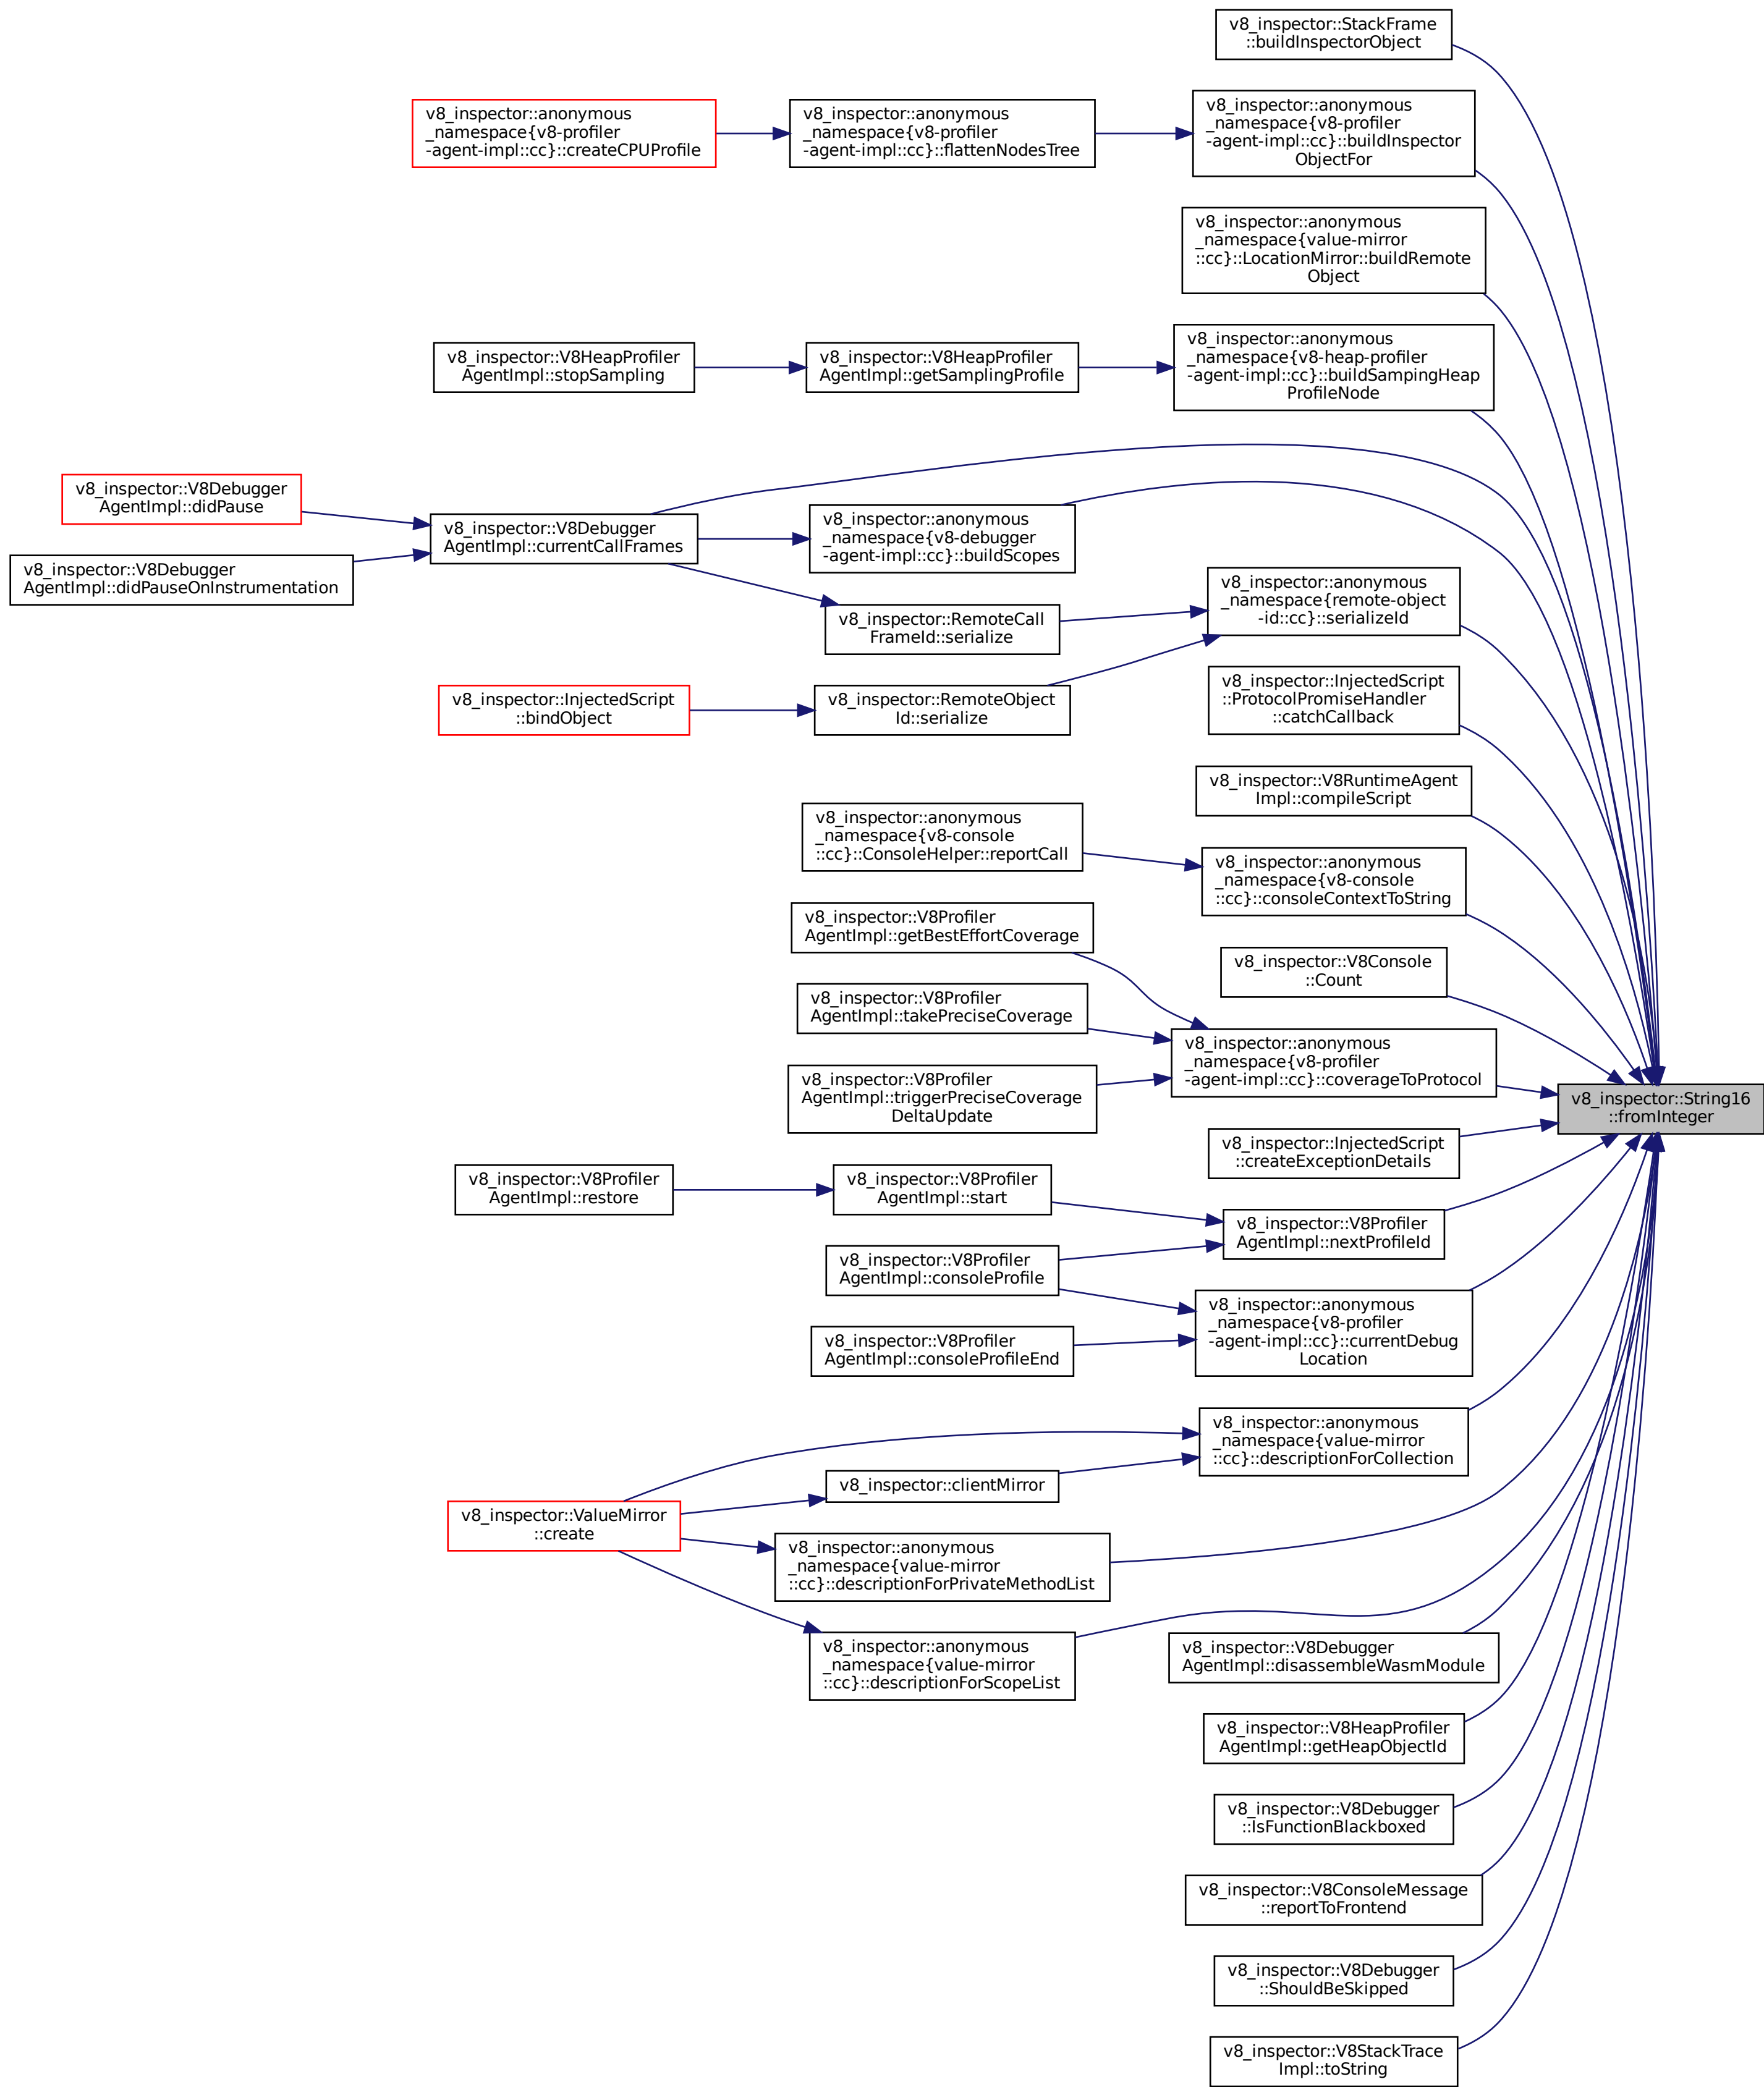 v8_inspector::StackFrame
::buildInspectorObject
v8_inspector::anonymous
_namespace{v8-profiler
-agent-impl::cc}::createCPUProfile
v8_inspector::anonymous
_namespace{v8-profiler
-agent-impl::cc}::flattenNodesTree
v8_inspector::anonymous
_namespace{v8-profiler
-agent-impl::cc}::buildInspector
ObjectFor
v8_inspector::anonymous
_namespace{value-mirror
::cc}::LocationMirror::buildRemote
Object
v8_inspector::V8HeapProfiler
AgentImpl::stopSampling
v8_inspector::V8HeapProfiler
AgentImpl::getSamplingProfile
v8_inspector::anonymous
_namespace{v8-heap-profiler
-agent-impl::cc}::buildSampingHeap
ProfileNode
v8_inspector::V8Debugger
AgentImpl::didPause
v8_inspector::V8Debugger
AgentImpl::didPauseOnInstrumentation
v8_inspector::V8Debugger
AgentImpl::currentCallFrames
v8_inspector::anonymous
_namespace{v8-debugger
-agent-impl::cc}::buildScopes
v8_inspector::RemoteCall
FrameId::serialize
v8_inspector::anonymous
_namespace{remote-object
-id::cc}::serializeId
v8_inspector::InjectedScript
::bindObject
v8_inspector::RemoteObject
Id::serialize
v8_inspector::InjectedScript
::ProtocolPromiseHandler
::catchCallback
v8_inspector::V8RuntimeAgent
Impl::compileScript
v8_inspector::anonymous
_namespace{v8-console
::cc}::ConsoleHelper::reportCall
v8_inspector::anonymous
_namespace{v8-console
::cc}::consoleContextToString
v8_inspector::V8Profiler
AgentImpl::getBestEffortCoverage
v8_inspector::V8Console
::Count
v8_inspector::V8Profiler
AgentImpl::takePreciseCoverage
v8_inspector::V8Profiler
AgentImpl::triggerPreciseCoverage
DeltaUpdate
v8_inspector::anonymous
_namespace{v8-profiler
-agent-impl::cc}::coverageToProtocol
v8_inspector::String16
::fromInteger
v8_inspector::InjectedScript
::createExceptionDetails
v8_inspector::V8Profiler
AgentImpl::restore
v8_inspector::V8Profiler
AgentImpl::start
v8_inspector::V8Profiler
AgentImpl::nextProfileId
v8_inspector::V8Profiler
AgentImpl::consoleProfile
v8_inspector::V8Profiler
AgentImpl::consoleProfileEnd
v8_inspector::anonymous
_namespace{v8-profiler
-agent-impl::cc}::currentDebug
Location
v8_inspector::anonymous
_namespace{value-mirror
::cc}::descriptionForCollection
v8_inspector::clientMirror
v8_inspector::ValueMirror
::create
v8_inspector::anonymous
_namespace{value-mirror
::cc}::descriptionForPrivateMethodList
v8_inspector::anonymous
_namespace{value-mirror
::cc}::descriptionForScopeList
v8_inspector::V8Debugger
AgentImpl::disassembleWasmModule
v8_inspector::V8HeapProfiler
AgentImpl::getHeapObjectId
v8_inspector::V8Debugger
::IsFunctionBlackboxed
v8_inspector::V8ConsoleMessage
::reportToFrontend
v8_inspector::V8Debugger
::ShouldBeSkipped
v8_inspector::V8StackTrace
Impl::toString